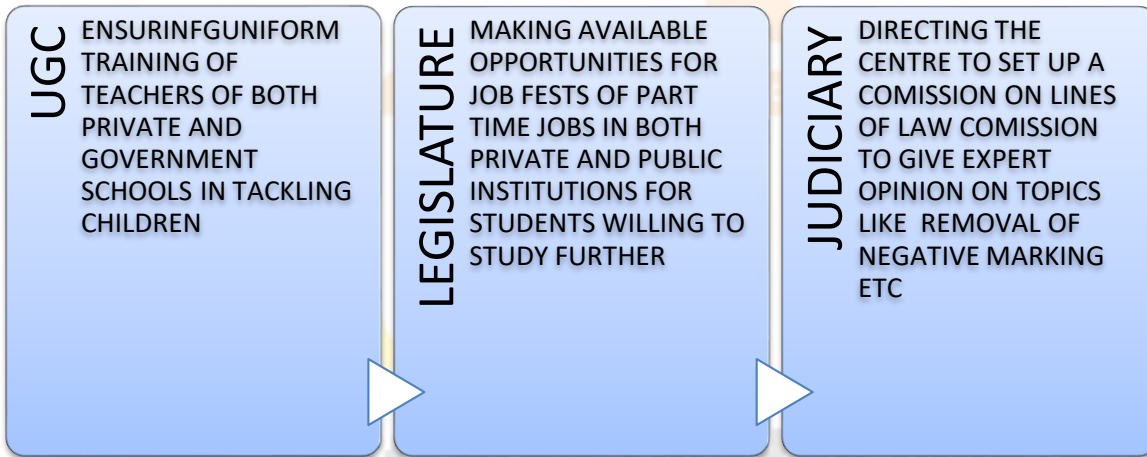 UGC
ENSURINFGUNIFORM
TRAINING OF
TEACHERS OF BOTH
PRIVATE AND
GOVERNMENT
SCHOOLS IN TACKLING
CHILDREN
LEGISLATURE
MAKING AVAILABLE
OPPORTUNITIES FOR
JOB FESTS OF PART
TIME JOBS IN BOTH
PRIVATE AND PUBLIC
INSTITUTIONS FOR
STUDENTS WILLING TO
STUDY FURTHER
JUDICIARY
DIRECTING THE
CENTRE TO SET UP A
COMISSION ON LINES
OF LAW COMISSION
TO GIVE EXPERT
OPINION ON TOPICS
LIKE REMOVAL OF
NEGATIVE MARKING
ETC